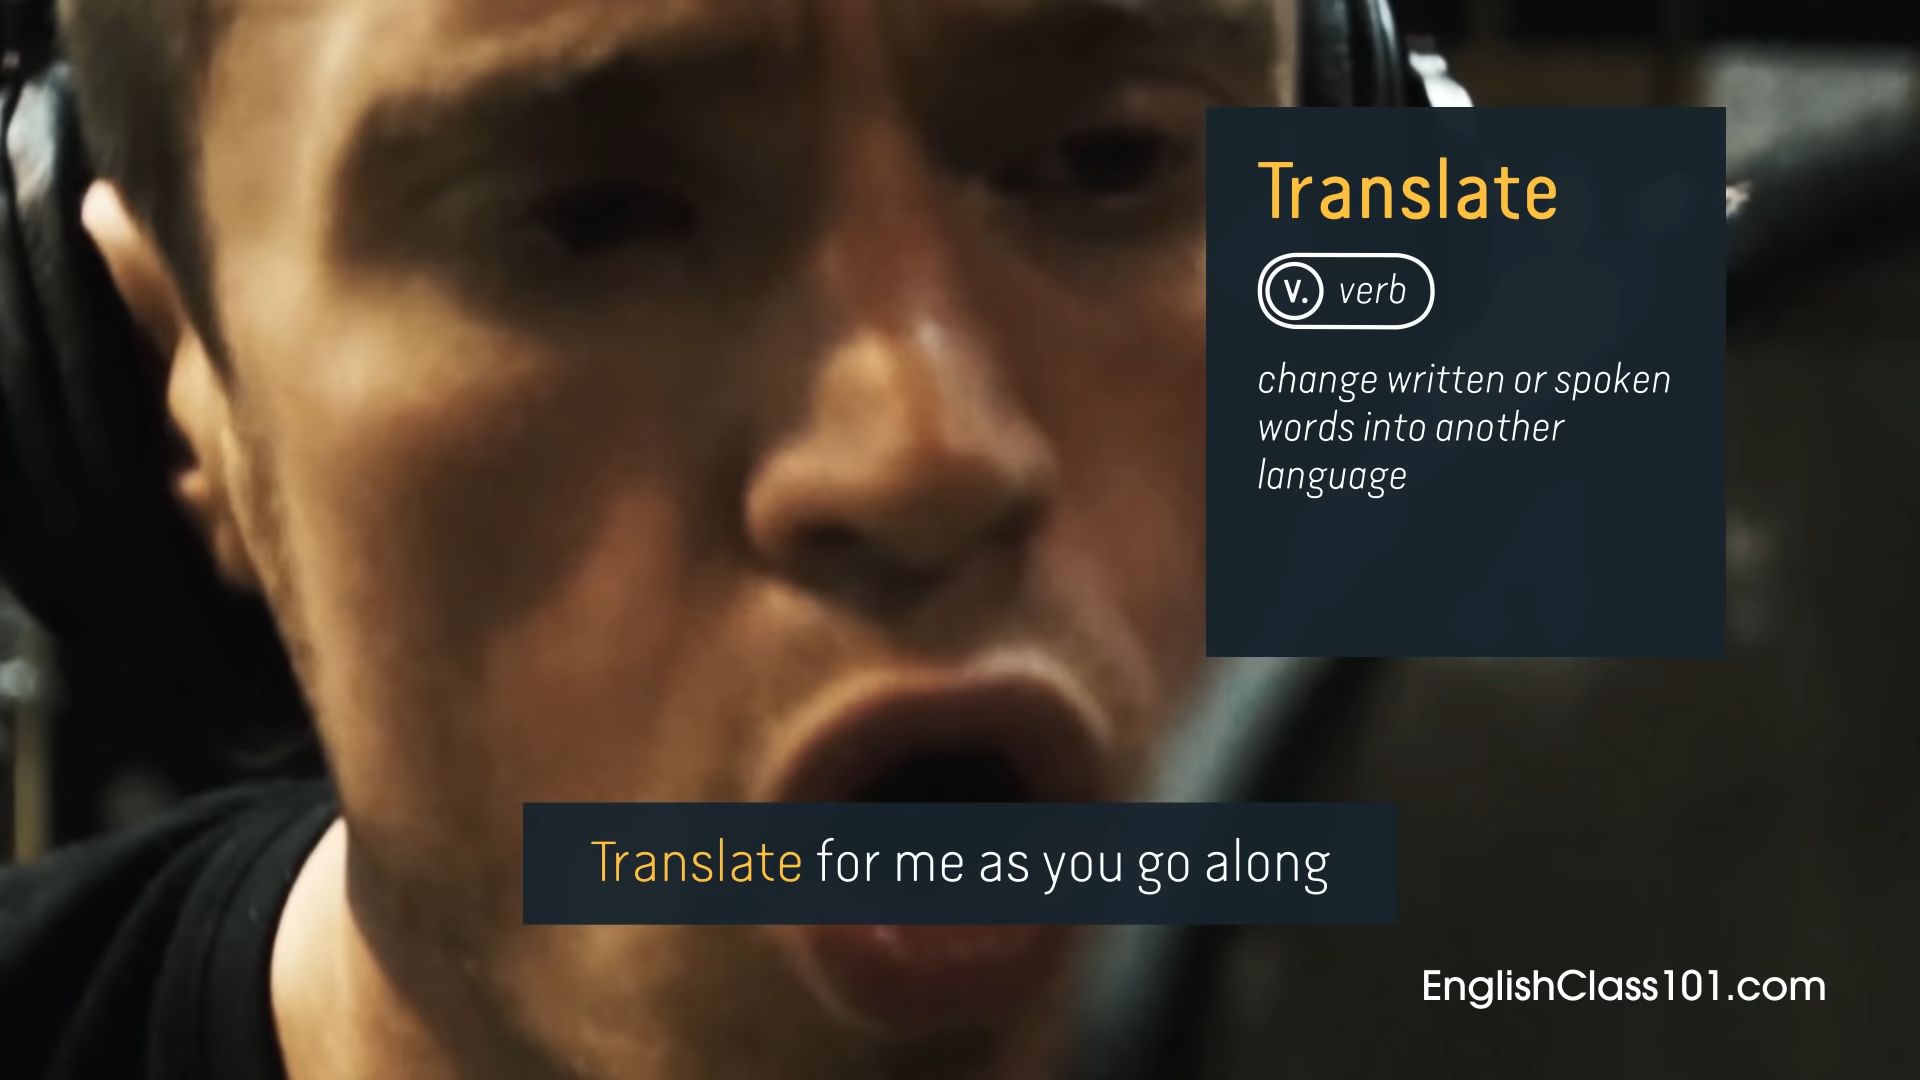 Translate
v. verb
change written or spoken
words into another
language
Translate for me as you go along
EnglishClass101.com